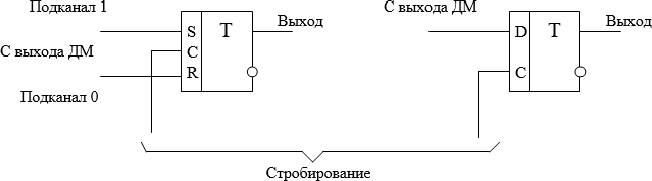 Подканал 1
С выхода ДМ
Подканал 0
S
C
R
T
Выход
С выхода ДМ
D
C
T
Выход
Стробирование